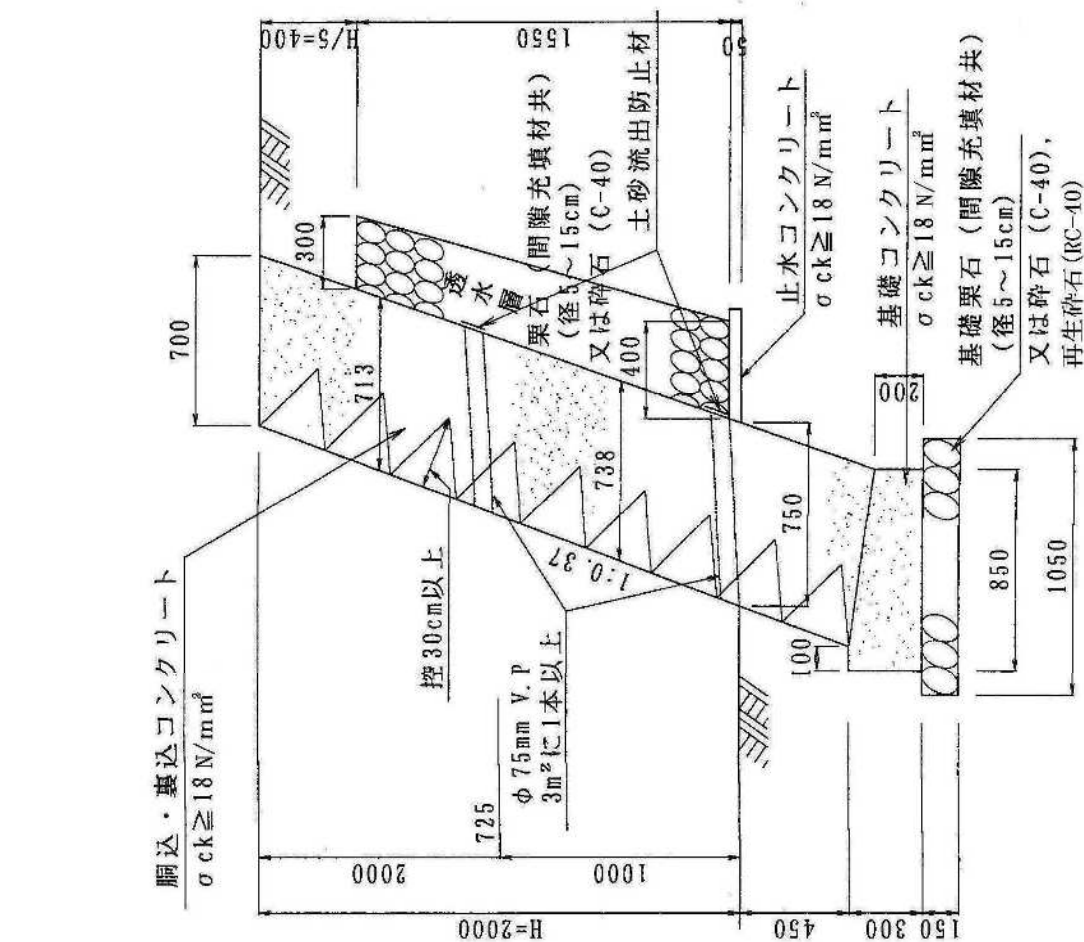 H/5=400
1550
50
700
300
透水層
栗石（間隙充填材共）
（径5～15cm）
又は砕石（C-40）
土砂流出防止材
713
400
738
1:0.37
750
止水コンクリート
σck≧18N/mm²
基礎コンクリート
σck≧18N/mm²
200
基礎栗石（間隙充填材共）
（径5～15cm）
又は砕石（C-40），
再生砕石(RC-40)
100
850
1050
胴込・裏込コンクリート
σck≧18N/mm²
控30cm以上
φ75mm V.P
3m²に1本以上
725
2000
1000
H=2000
450
300
150